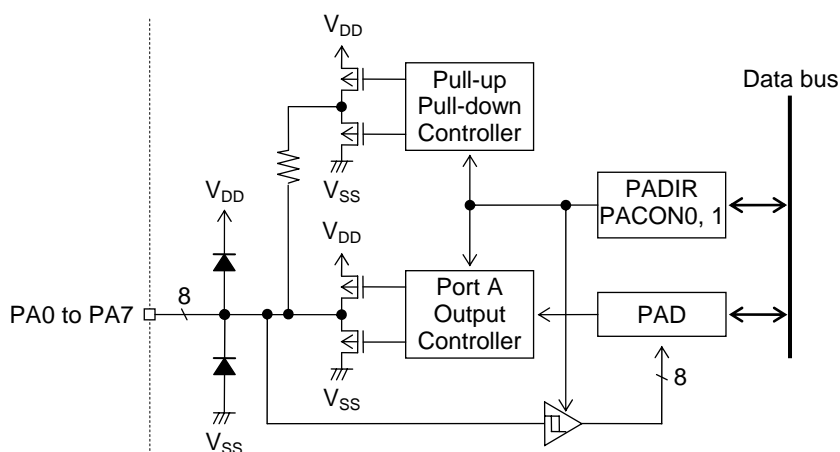 VDD
Pull-up
Pull-down
Controller
Data bus
VSS
PADIR
PACON0, 1
VDD
VDD
PA0 to PA7
8
Port A
Output
Controller
PAD
VSS
8
VSS